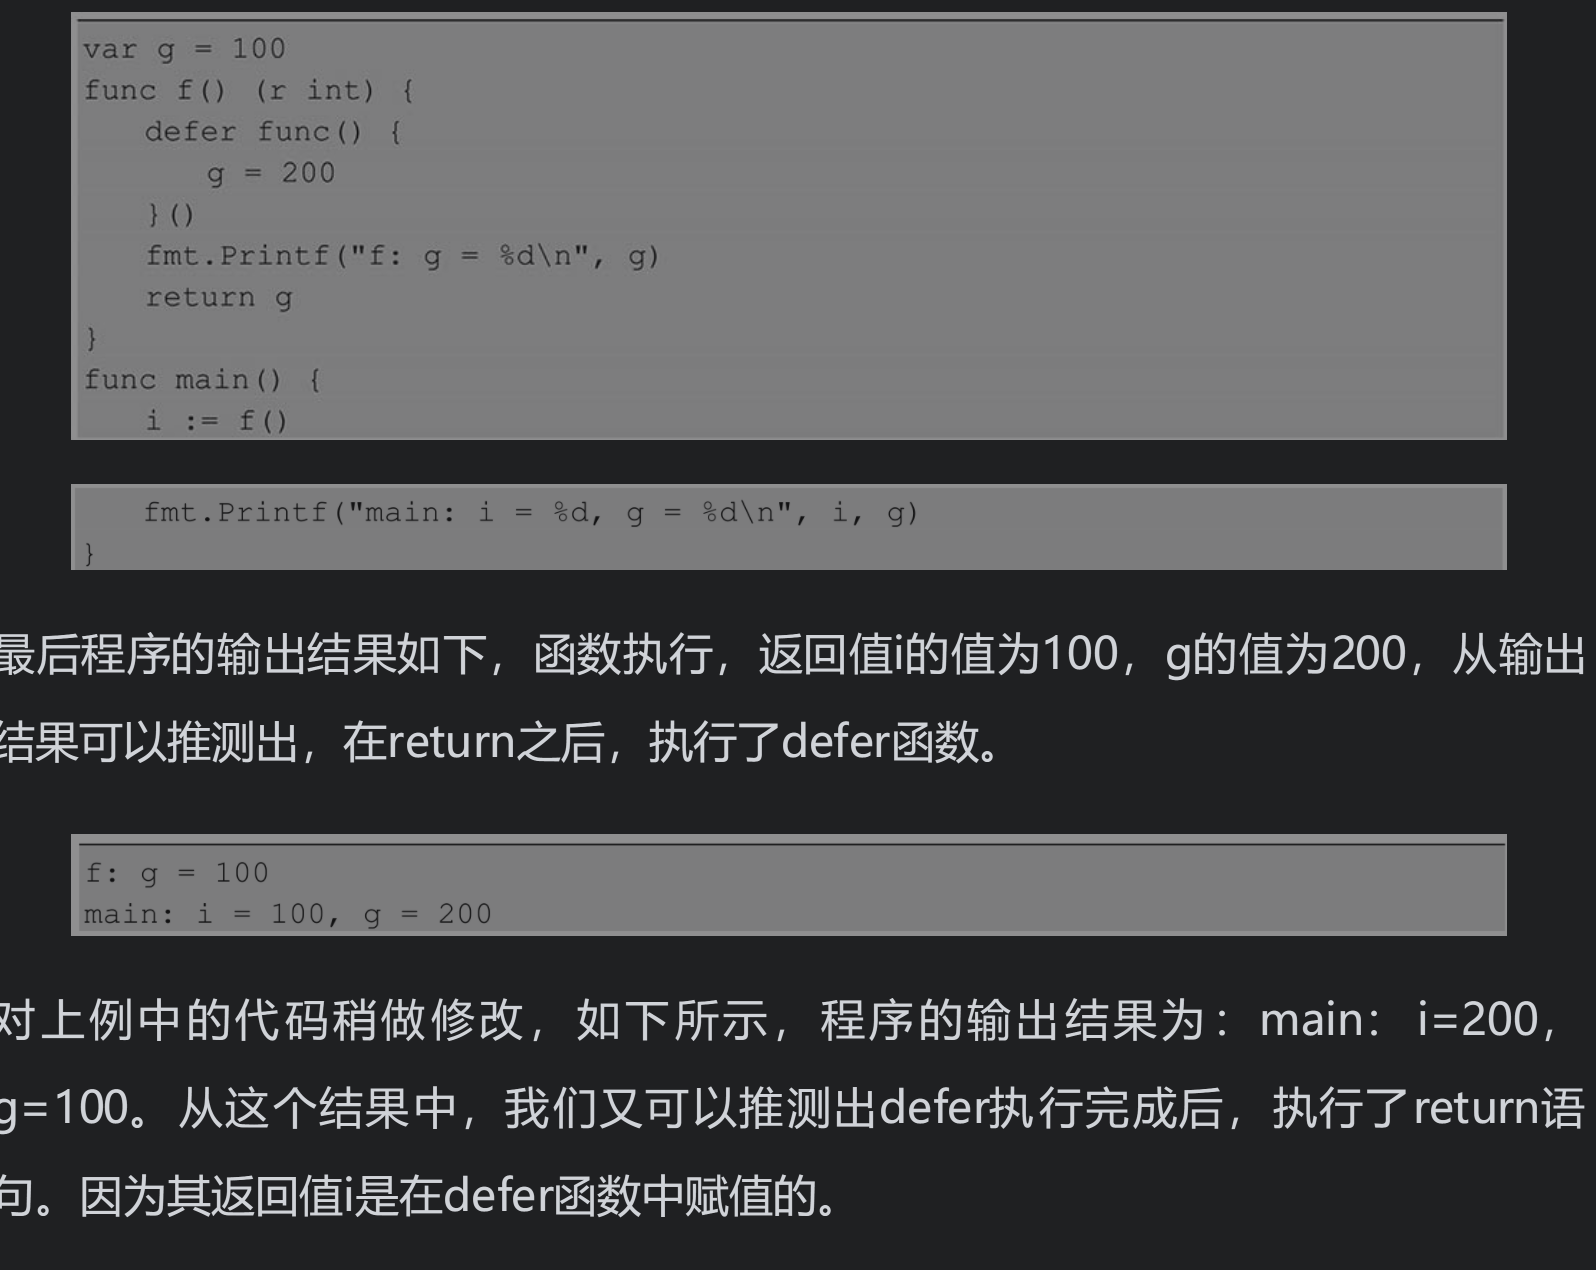 var g = 100
func f() (r int) {
    defer func() {
        g = 200
    }()
    fmt.Printf("f: g = %d\n", g)
    return g
}
func main() {
    i := f()
    fmt.Printf("main: i = %d, g = %d\n", i, g)
}
最后程序的输出结果如下，函数执行，返回值i的值为100，g的值为200，从输出
结果可以推测出，在return之后，执行了defer函数。
f: g = 100
main: i = 100, g = 200
对上例中的代码稍做修改，如下所示，程序的输出结果为：main： i=200，
g=100。从这个结果中，我们又可以推测出defer执行完成后，执行了return语
句。因为其返回值i是在defer函数中赋值的。